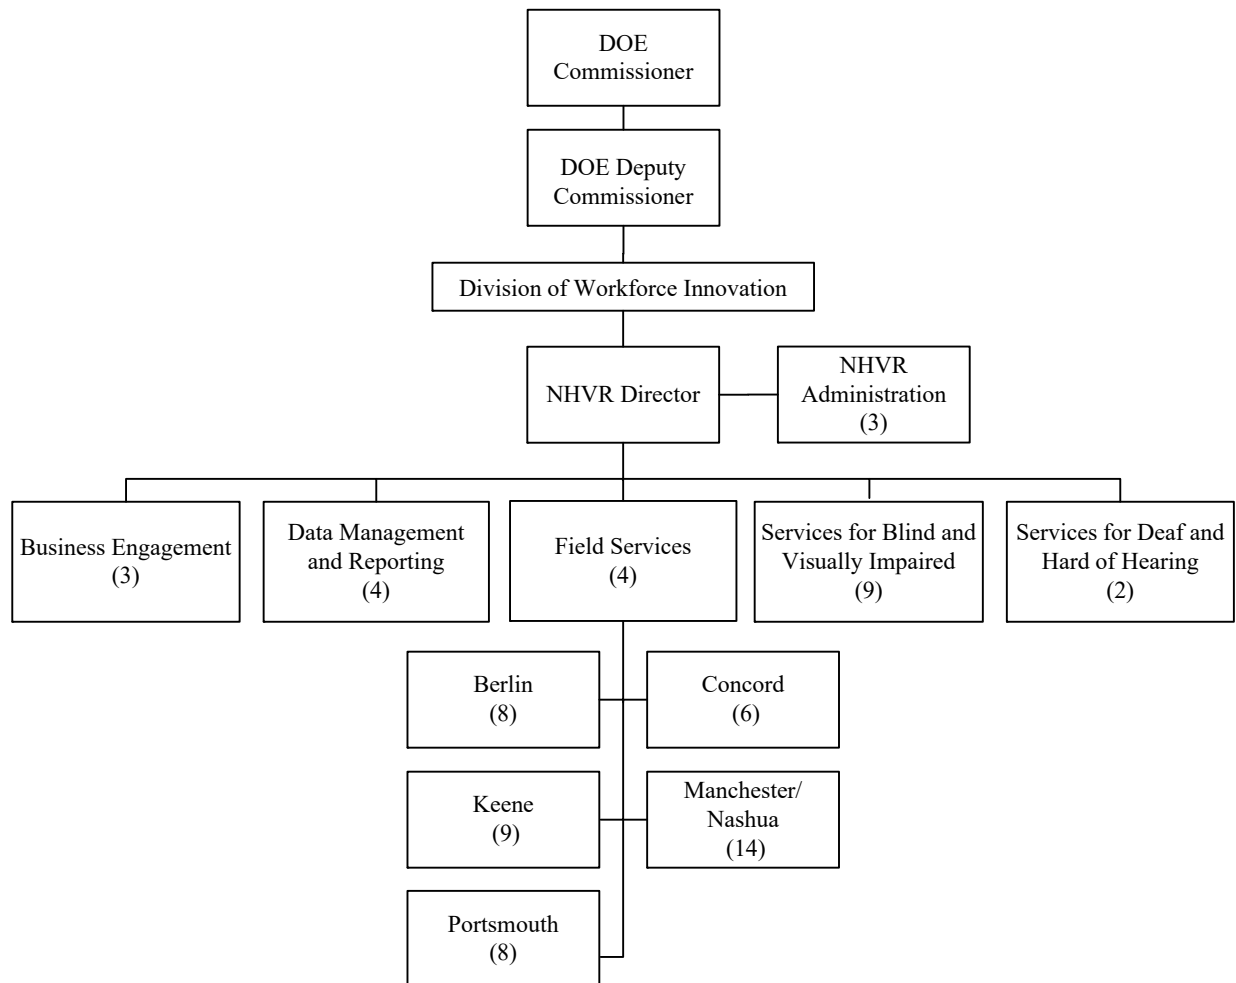 DOE
Commissioner
DOE Deputy
Commissioner
Division of Workforce Innovation
NHVR Director
NHVR
Administration
(3)
Business Engagement
(3)
Data Management
and Reporting
(4)
Field Services
(4)
Services for Blind and
Visually Impaired
(9)
Services for Deaf and
Hard of Hearing
(2)
Berlin
(8)
Concord
(6)
Keene
(9)
Manchester/
Nashua
(14)
Portsmouth
(8)